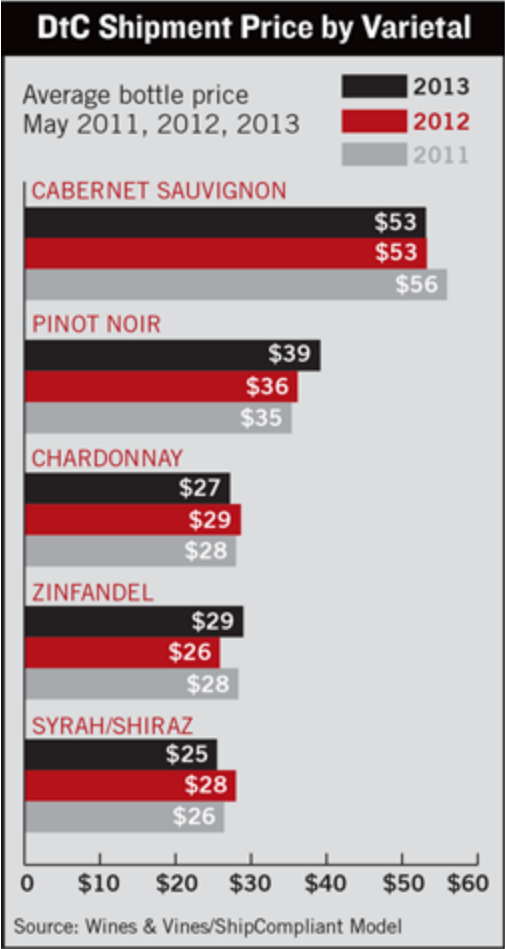 DtC Shipment Price by Varietal
Average bottle price
May 2011, 2012, 2013
2013
2012
2011
CABERNET SAUVIGNON
$53
$53
$56
PINOT NOIR
$39
$36
$35
CHARDONNAY
$27
$29
$28
ZINFANDEL
$29
$26
$28
SYRAH/SHIRAZ
$25
$28
$26
0 $10 $20 $30 $40 $50 $60
Source: Wines & Vines/ShipCompliant Model